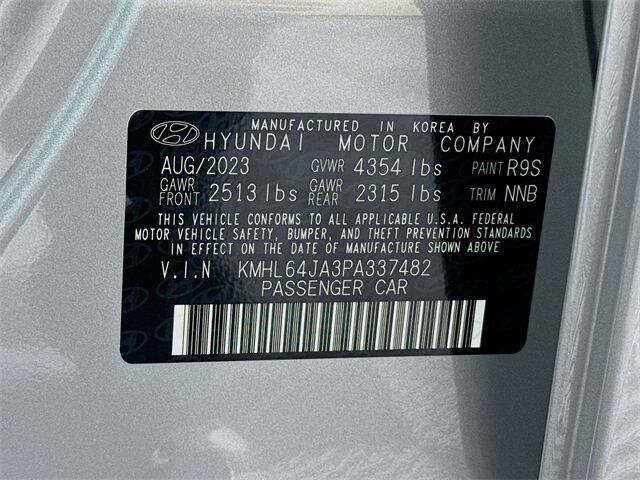 MANUFACTURED IN KOREA BY
HYUNDAI MOTOR COMPANY
AUG/2023 GVWR 4354 lbs PAINT R9S
GAWR FRONT 2513 lbs GAWR REAR 2315 lbs TRIM NNB
THIS VEHICLE CONFORMS TO ALL APPLICABLE U.S.A. FEDERAL
MOTOR VEHICLE SAFETY, BUMPER, AND THEFT PREVENTION STANDARDS
IN EFFECT ON THE DATE OF MANUFACTURE SHOWN ABOVE
V.I.N KMHL64JA3PA337482
PASSENGER CAR